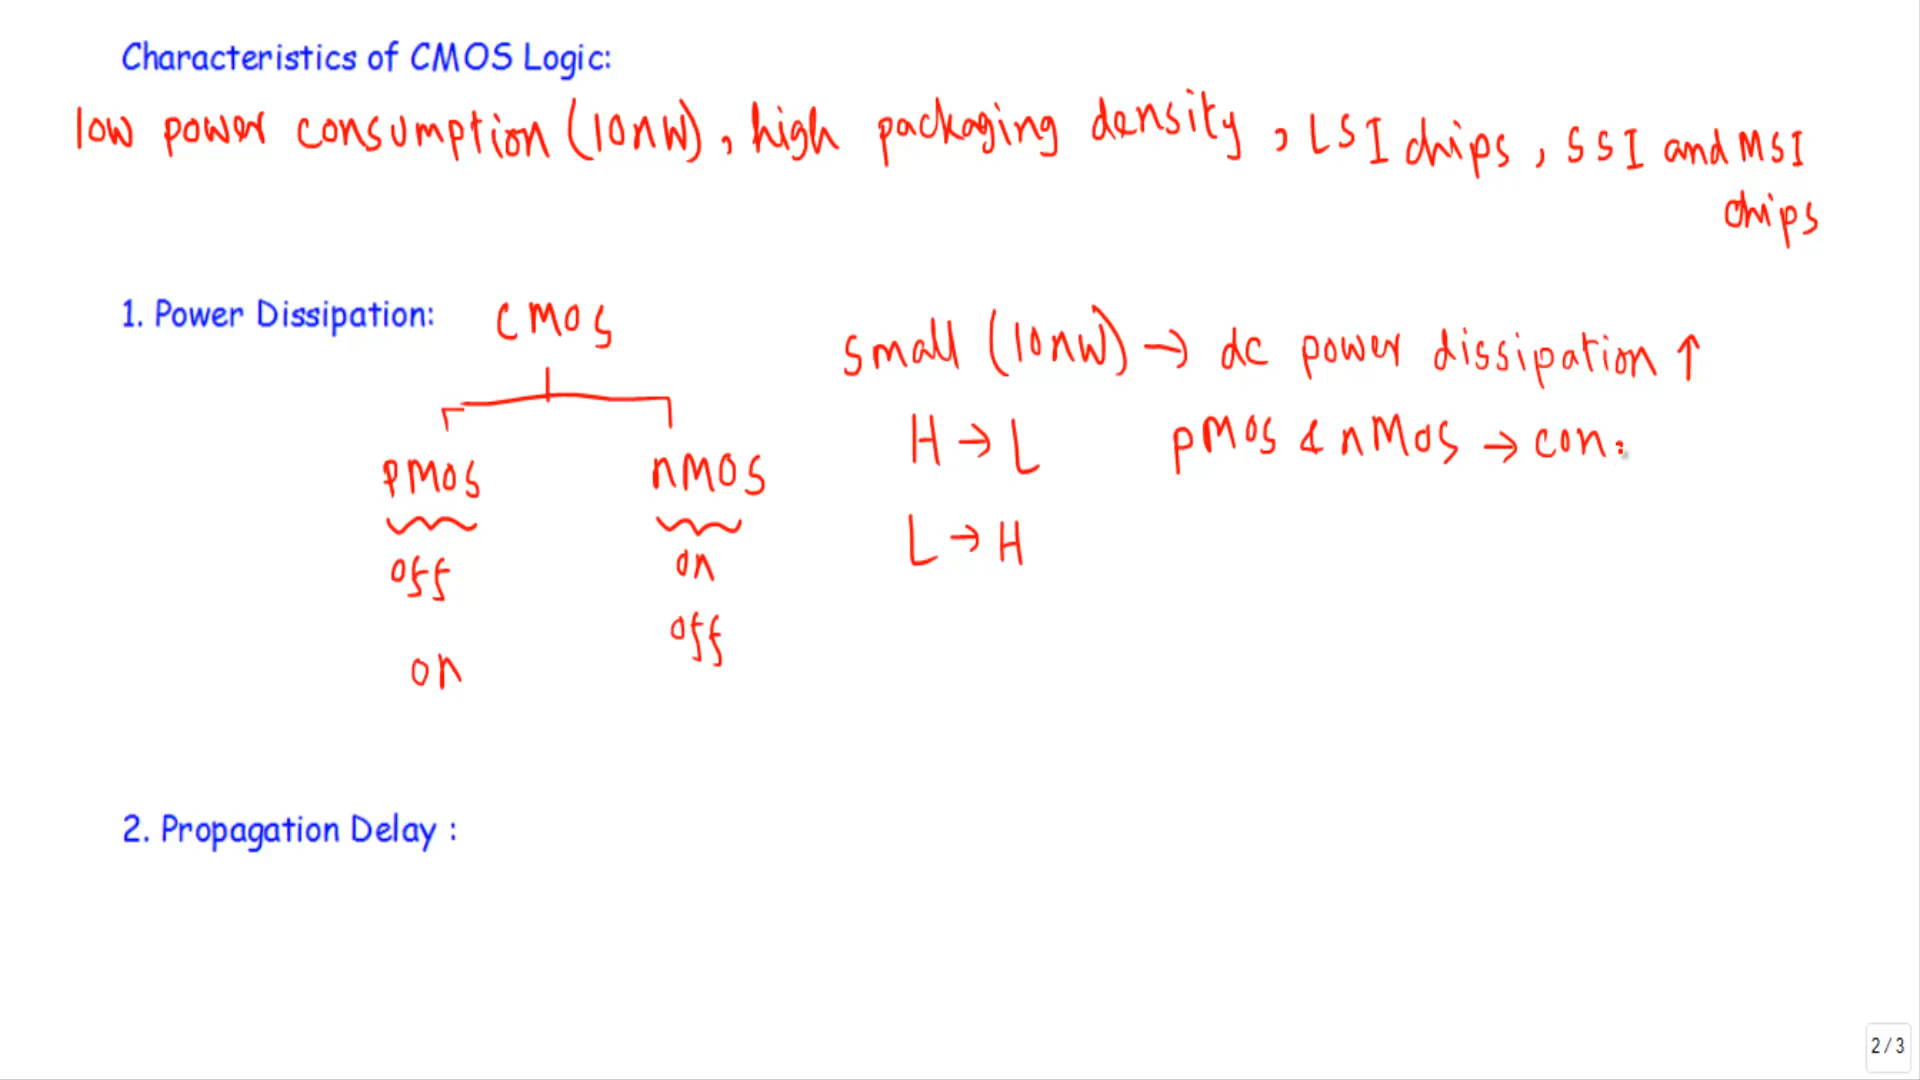 Characteristics of CMOS Logic:
low power consumption (10nW), high packaging density, LSI chips, SSI and MSI
chips
1. Power Dissipation:
CMOS
pMOS nMOS
off on
on off
small (10nW) → dc power dissipation ↑
H → L pMOS & nMOS → con:
L → H
2. Propagation Delay :
2 / 3